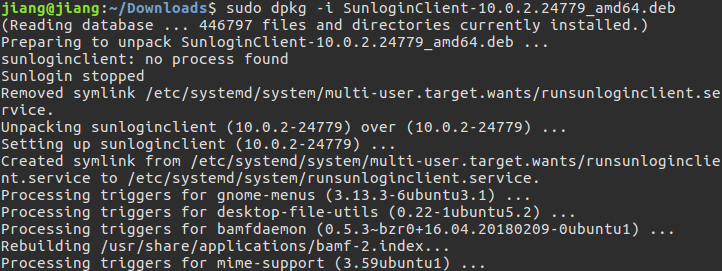 jiang@jiang:~/Downloads$ sudo dpkg -i SunloginClient-10.0.2.24779_amd64.deb
(Reading database ... 446797 files and directories currently installed.)
Preparing to unpack SunloginClient-10.0.2.24779_amd64.deb ...
sunloginclient: no process found
Sunlogin stopped
Removed symlink /etc/systemd/system/multi-user.target.wants/runsunloginclient.se
rvice.
Unpacking sunloginclient (10.0.2-24779) over (10.0.2-24779) ...
Setting up sunloginclient (10.0.2-24779) ...
Created symlink from /etc/systemd/system/multi-user.target.wants/runsunloginclie
nt.service to /etc/systemd/system/runsunloginclient.service.
Processing triggers for gnome-menus (3.13.3-6ubuntu3.1) ...
Processing triggers for desktop-file-utils (0.22-1ubuntu5.2) ...
Processing triggers for bamfdaemon (0.5.3~bzr0+16.04.20180209-0ubuntu1) ...
Rebuilding /usr/share/applications/bamf-2.index...
Processing triggers for mime-support (3.59ubuntu1) ...